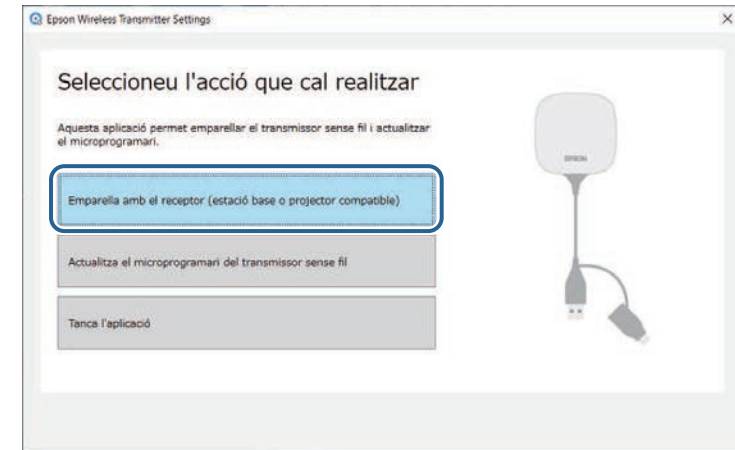 Epson Wireless Transmitter Settings
Seleccioneu l'acció que cal realitzar
Aquesta aplicació permet emparellar el transmissor sense fil i actualitzar
el microprogramari.
EPSON
Emparella amb el receptor (estació base o projector compatible)
Actualitza el microprogramari del transmissor sense fil
Tanca l'aplicació